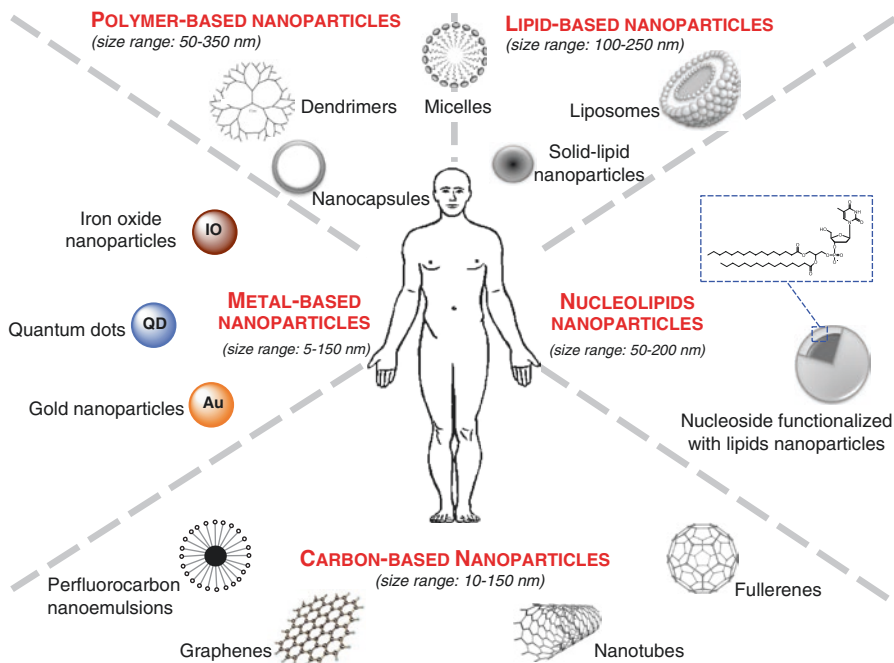 POLYMER-BASED NANOPARTICLES
(size range: 50-350 nm)
LIPID-BASED NANOPARTICLES
(size range: 100-250 nm)
Dendrimers
Micelles
Liposomes
Nanocapsules
Solid-lipid
nanoparticles
Iron oxide
nanoparticles
IO
Quantum dots
QD
Gold nanoparticles
Au
METAL-BASED
NANOPARTICLES
(size range: 5-150 nm)
NUCLEOLIPIDS
NANOPARTICLES
(size range: 50-200 nm)
Nucleoside functionalized
with lipids nanoparticles
CARBON-BASED NANOPARTICLES
(size range: 10-150 nm)
Perfluorocarbon
nanoemulsions
Graphenes
Nanotubes
Fullerenes